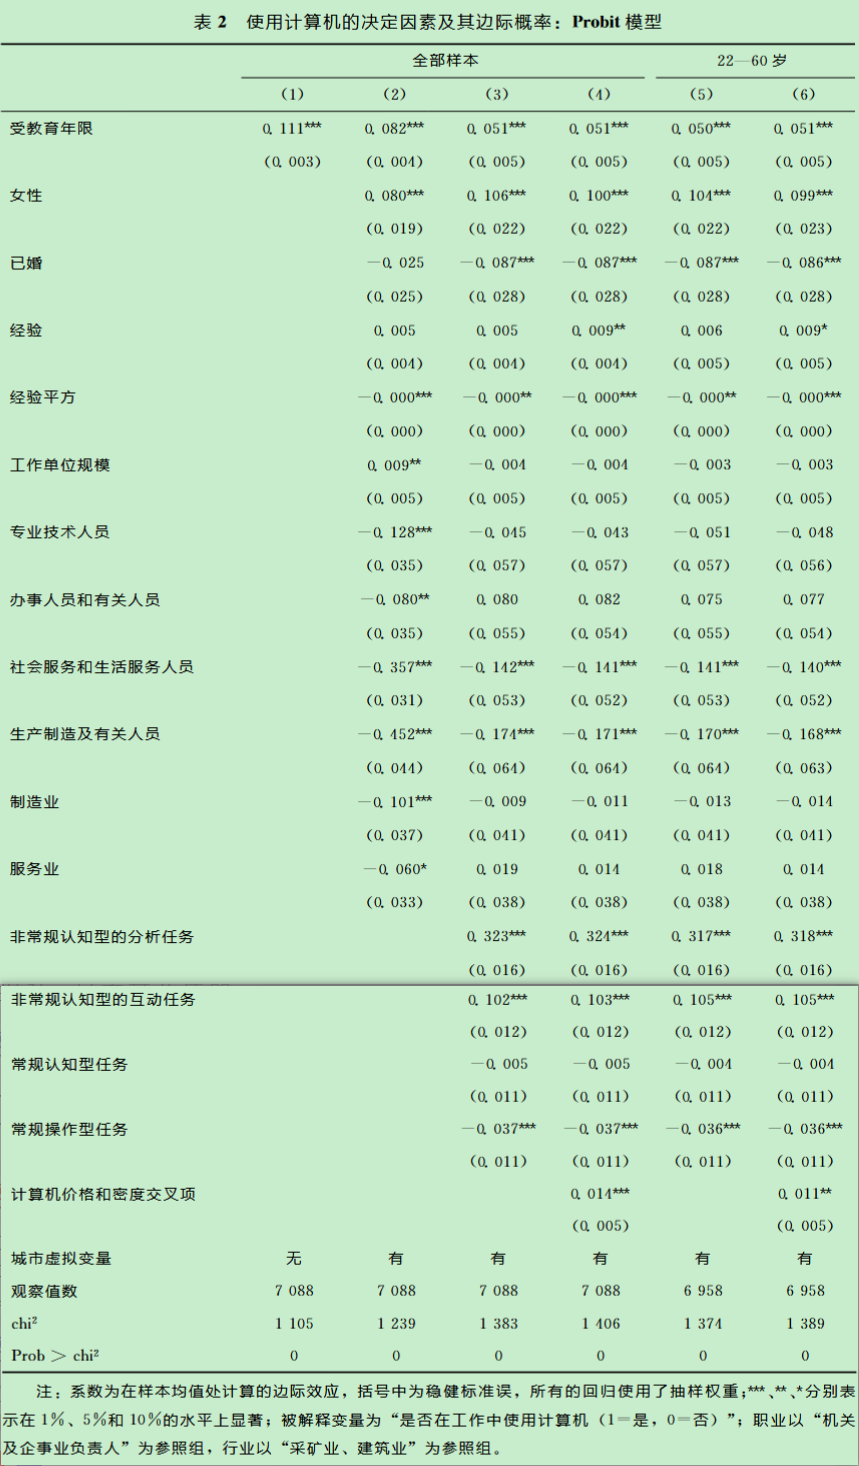 表 2 使用计算机的决定因素及其边际概率：Probit 模型
全部样本 22—60 岁
（1） （2） （3） （4） （5） （6）
受教育年限 0.111*** 0.082*** 0.051*** 0.051*** 0.050*** 0.051***
（0.003） （0.004） （0.005） （0.005） （0.005） （0.005）
女性 0.080*** 0.106*** 0.100*** 0.104*** 0.099***
（0.019） （0.022） （0.022） （0.022） （0.023）
已婚 —0.025 —0.087*** —0.087*** —0.087*** —0.086***
（0.025） （0.028） （0.028） （0.028） （0.028）
经验 0.005 0.005 0.009** 0.006 0.009*
（0.004） （0.004） （0.004） （0.005） （0.005）
经验平方 —0.000*** —0.000** —0.000*** —0.000** —0.000***
（0.000） （0.000） （0.000） （0.000） （0.000）
工作单位规模 0.009** —0.004 —0.004 —0.003 —0.003
（0.005） （0.005） （0.005） （0.005） （0.005）
专业技术人员 —0.128*** —0.045 —0.043 —0.051 —0.048
（0.035） （0.057） （0.057） （0.057） （0.056）
办事人员和有关人员 —0.080** 0.080 0.082 0.075 0.077
（0.035） （0.055） （0.054） （0.055） （0.054）
社会服务和生活服务人员 —0.357*** —0.142*** —0.141*** —0.141*** —0.140***
（0.031） （0.053） （0.052） （0.053） （0.052）
生产制造及有关人员 —0.452*** —0.174*** —0.171*** —0.170*** —0.168***
（0.044） （0.064） （0.064） （0.064） （0.063）
制造业 —0.101*** —0.009 —0.011 —0.013 —0.014
（0.037） （0.041） （0.041） （0.041） （0.041）
服务业 —0.060* 0.019 0.014 0.018 0.014
（0.033） （0.038） （0.038） （0.038） （0.038）
非常规认知型的分析任务 0.323*** 0.324*** 0.317*** 0.318***
（0.016） （0.016） （0.016） （0.016）
非常规认知型的互动任务 0.102*** 0.103*** 0.105*** 0.105***
（0.012） （0.012） （0.012） （0.012）
常规认知型任务 —0.005 —0.005 —0.004 —0.004
（0.011） （0.011） （0.011） （0.011）
常规操作型任务 —0.037*** —0.037*** —0.036*** —0.036***
（0.011） （0.011） （0.011） （0.011）
计算机价格和密度交叉项 0.014*** 0.011**
（0.005） （0.005）
城市虚拟变量 无 有 有 有 有 有
观察值数 7 088 7 088 7 088 7 088 6 958 6 958
chi² 1 105 1 239 1 383 1 406 1 374 1 389
Prob > chi² 0 0 0 0 0 0
注：系数为在样本均值处计算的边际效应，括号中为稳健标准误，所有的回归使用了抽样权重；***、**、*分别表
示在 1%、5%和 10%的水平上显著；被解释变量为“是否在工作中使用计算机（1＝是，0＝否）”；职业以“机关
及企事业负责人”为参照组，行业以“采矿业、建筑业”为参照组。